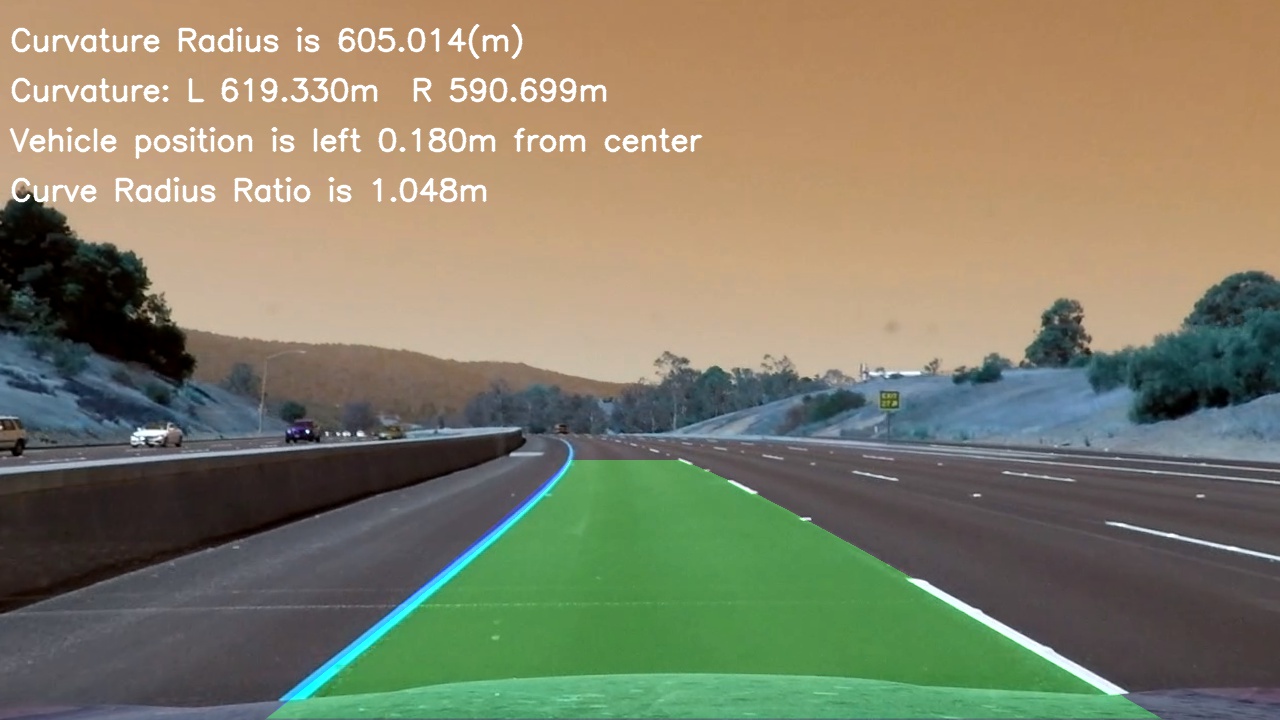 Curvature Radius is 605.014(m)
Curvature: L 619.330m R 590.699m
Vehicle position is left 0.180m from center
Curve Radius Ratio is 1.048m
EXIT